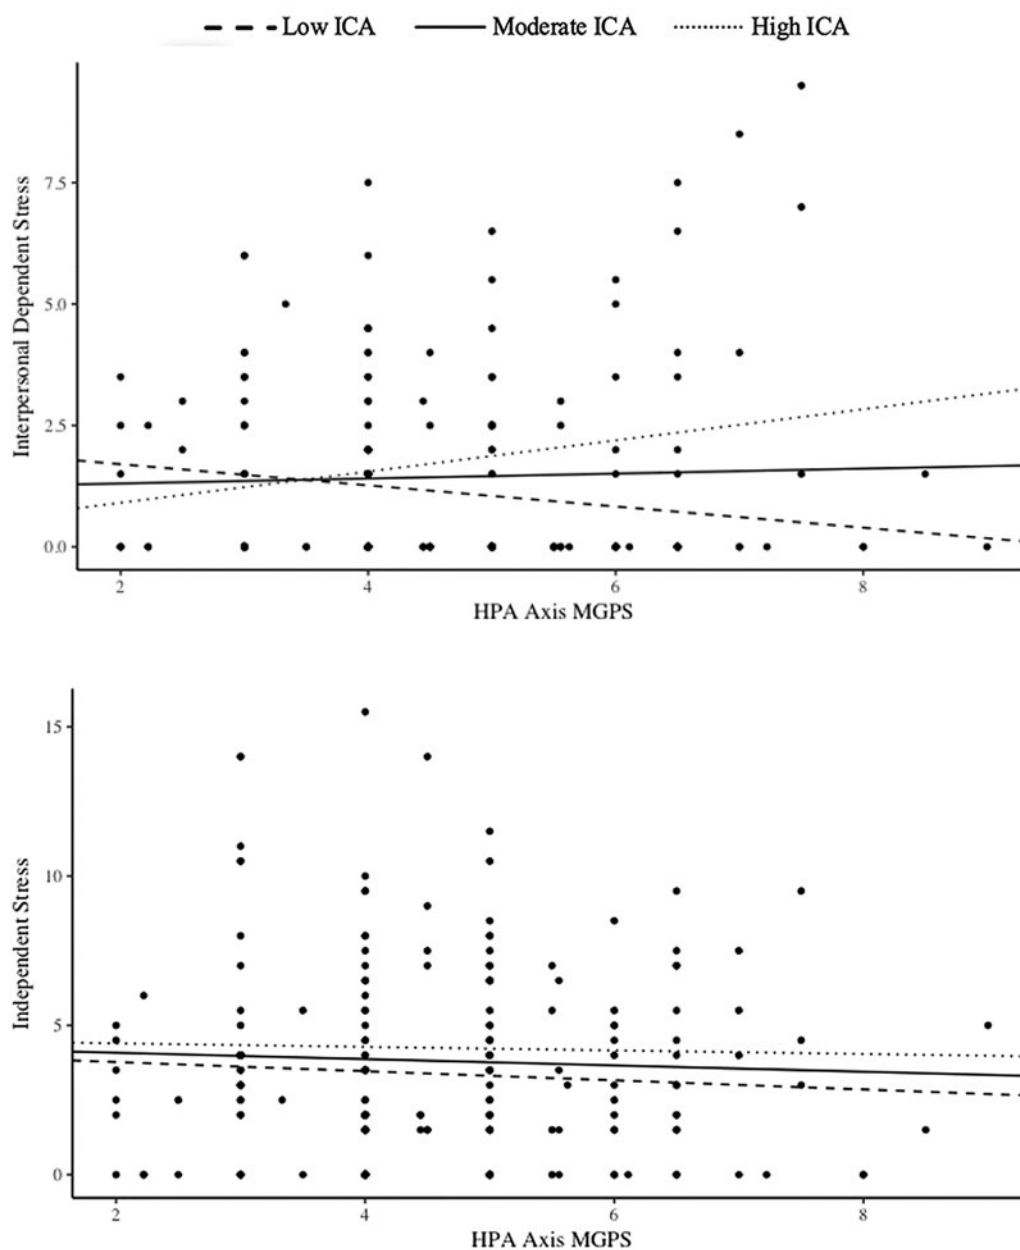 Low ICA Moderate ICA High ICA
7.5
5.0
2.5
0.0
Interpersonal Dependent Stress
2 4 6 8
HPA Axis MGPS
15
10
5
0
Independent Stress
2 4 6 8
HPA Axis MGPS